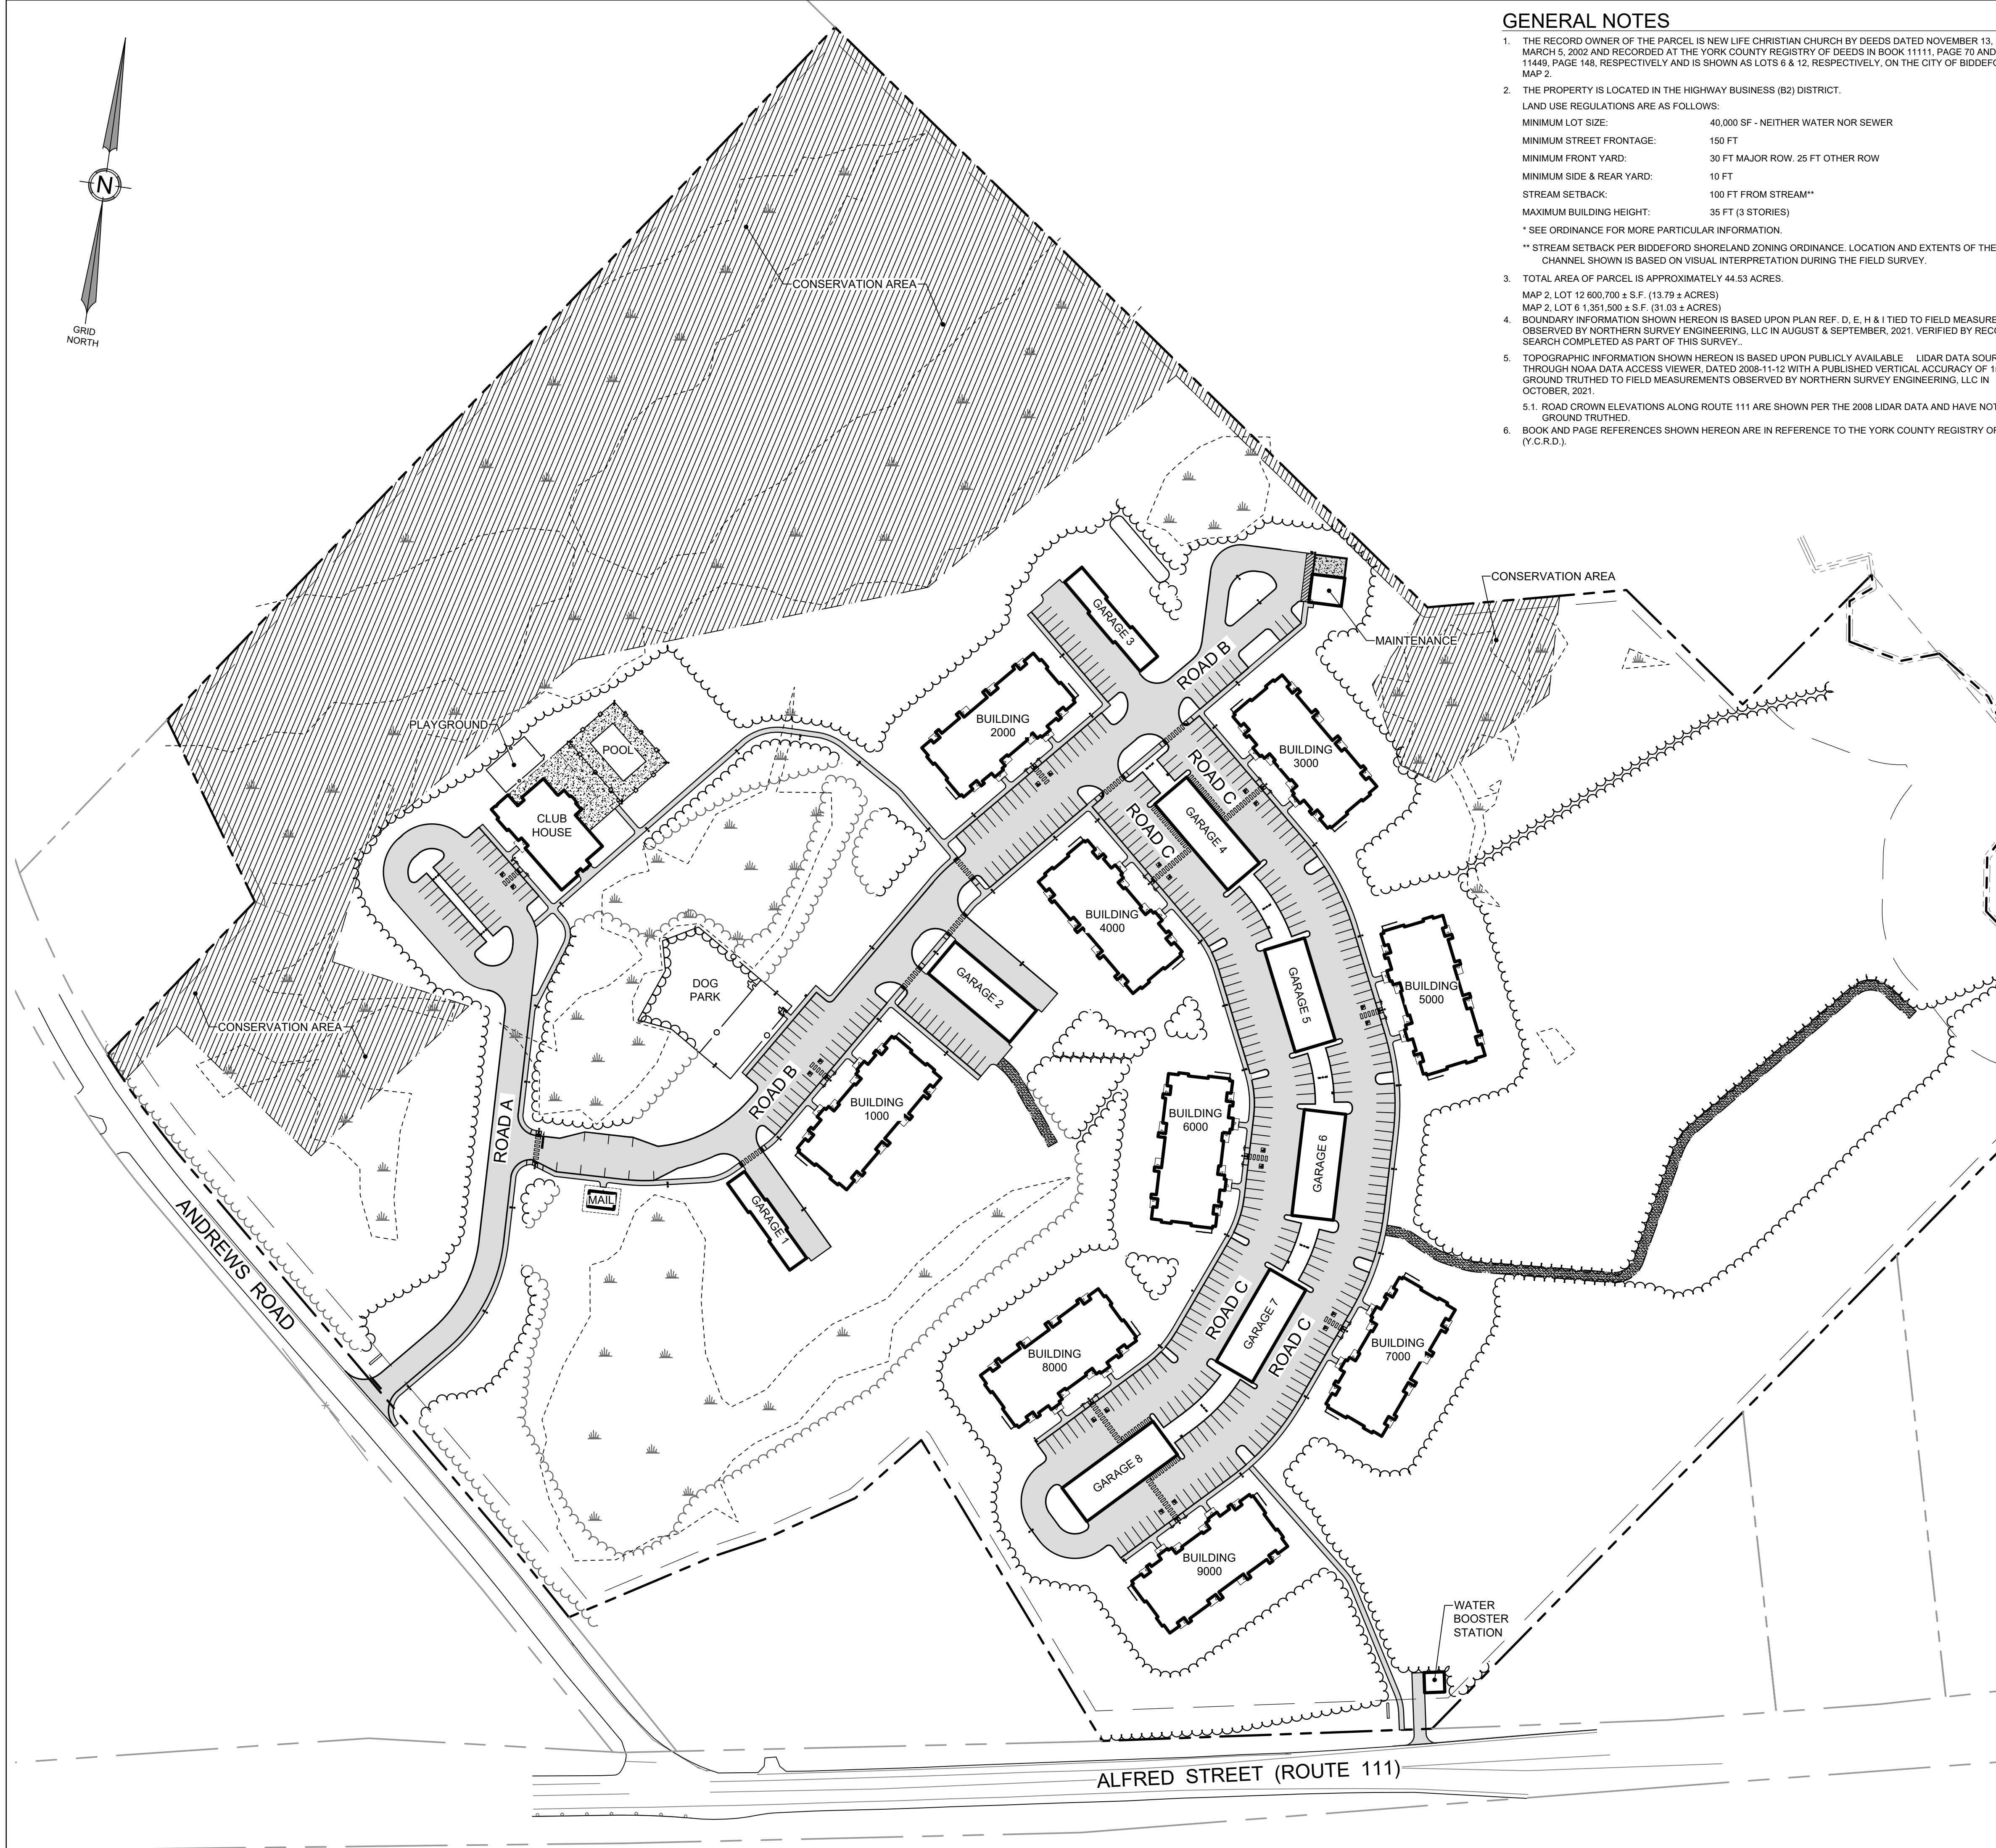 GENERAL NOTES
1. THE RECORD OWNER OF THE PARCEL IS NEW LIFE CHRISTIAN CHURCH BY DEEDS DATED NOVEMBER 13,
MARCH 5, 2002 AND RECORDED AT THE YORK COUNTY REGISTRY OF DEEDS IN BOOK 11111, PAGE 70 AND
11449, PAGE 148, RESPECTIVELY AND IS SHOWN AS LOTS 6 & 12, RESPECTIVELY, ON THE CITY OF
MAP 2.
2. THE PROPERTY IS LOCATED IN THE HIGHWAY BUSINESS (B2) DISTRICT.
LAND USE REGULATIONS ARE AS FOLLOWS:
MINIMUM LOT SIZE: 40,000 SF - NEITHER WATER NOR SEWER
MINIMUM STREET FRONTAGE: 150 FT
MINIMUM FRONT YARD: 30 FT MAJOR ROW. 25 FT OTHER ROW
MINIMUM SIDE & REAR YARD: 10 FT
STREAM SETBACK: 100 FT FROM STREAM**
MAXIMUM BUILDING HEIGHT: 35 FT (3 STORIES)
* SEE ORDINANCE FOR MORE PARTICULAR INFORMATION.
** STREAM SETBACK PER BIDDEFORD SHORELAND ZONING ORDINANCE. LOCATION AND EXTENTS OF THE
CHANNEL SHOWN IS BASED ON VISUAL INTERPRETATION DURING THE FIELD SURVEY.
3. TOTAL AREA OF PARCEL IS APPROXIMATELY 44.53 ACRES.
MAP 2, LOT 12 600,700 ± S.F. (13.79 ± ACRES)
MAP 2, LOT 6 1,351,500 ± S.F. (31.03 ± ACRES)
4. BOUNDARY INFORMATION SHOWN HEREON IS BASED UPON PLAN REF. D, E, H & I TIED TO FIELD
OBSERVED BY NORTHERN SURVEY ENGINEERING, LLC IN AUGUST & SEPTEMBER, 2021. VERIFIED BY
SEARCH COMPLETED AS PART OF THIS SURVEY..
5. TOPOGRAPHIC INFORMATION SHOWN HEREON IS BASED UPON PUBLICLY AVAILABLE LIDAR DATA
THROUGH NOAA DATA ACCESS VIEWER, DATED 2008-11-12 WITH A PUBLISHED VERTICAL ACCURACY OF
GROUND TRUTHED TO FIELD MEASUREMENTS OBSERVED BY NORTHERN SURVEY ENGINEERING, LLC IN
OCTOBER, 2021.
5.1. ROAD CROWN ELEVATIONS ALONG ROUTE 111 ARE SHOWN PER THE 2008 LIDAR DATA AND HAVE NOT
GROUND TRUTHED.
6. BOOK AND PAGE REFERENCES SHOWN HEREON ARE IN REFERENCE TO THE YORK COUNTY REGISTRY
(Y.C.R.D.).
N
GRID
NORTH
CONSERVATION AREA
CONSERVATION AREA
MAINTENANCE
GARAGE 3
ROAD B
BUILDING
2000
BUILDING
3000
PLAYGROUND
POOL
CLUB
HOUSE
ROAD C
ROAD C
GARAGE 4
BUILDING
4000
DOG
PARK
GARAGE 2
GARAGE 5
BUILDING
5000
CONSERVATION AREA
ROAD B
BUILDING
1000
ROAD A
BUILDING
6000
GARAGE 6
MAIL
GARAGE 1
ANDREWS ROAD
ROAD C
GARAGE 7
ROAD C
BUILDING
7000
BUILDING
8000
GARAGE 8
BUILDING
9000
WATER
BOOSTER
STATION
ALFRED STREET (ROUTE 111)